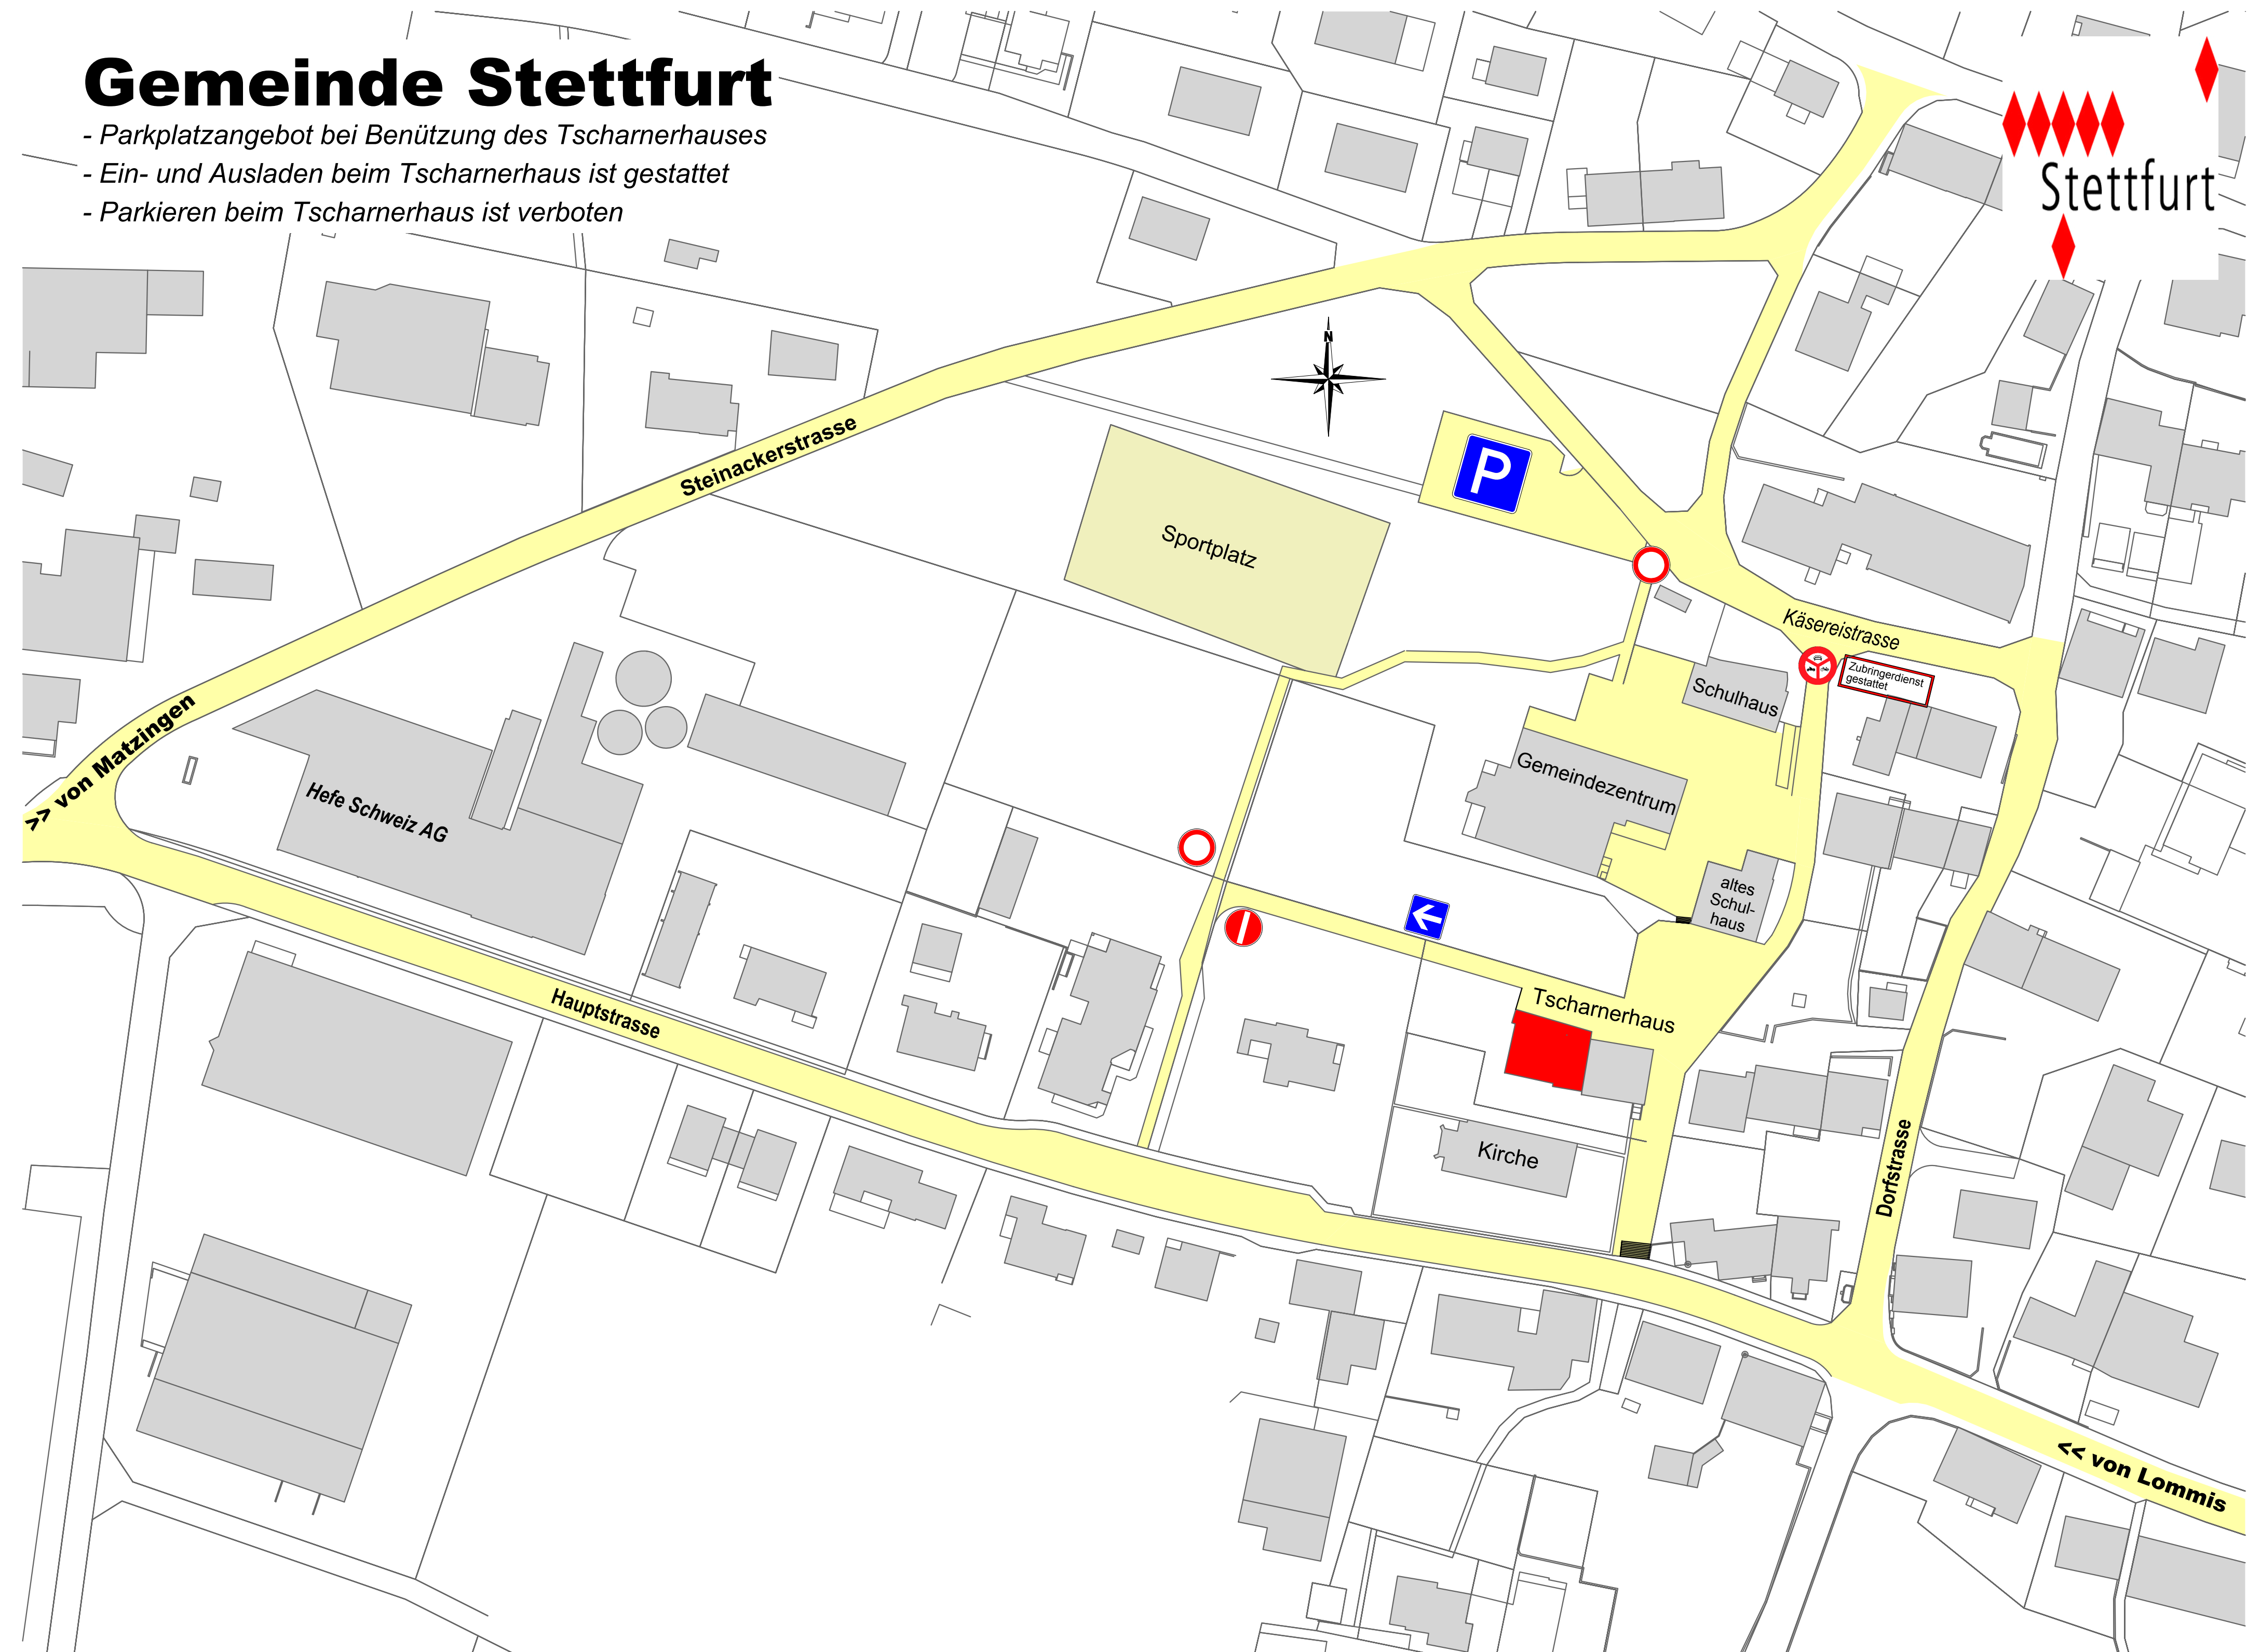 Gemeinde Stettfurt
- Parkplatzangebot bei Benützung des Tscharnerhauses
- Ein- und Ausladen beim Tscharnerhaus ist gestattet
- Parkieren beim Tscharnerhaus ist verboten
Stettfurt
N
Steinackerstrasse
P
Sportplatz
Käsereistrasse
Zubringerdienst
gestattet
Schulhaus
>> von Matzingen
Hefe Schweiz AG
Gemeindezentrum
altes
Schul-
haus
Hauptstrasse
Tscharnerhaus
Kirche
Dorfstrasse
<< von Lommis